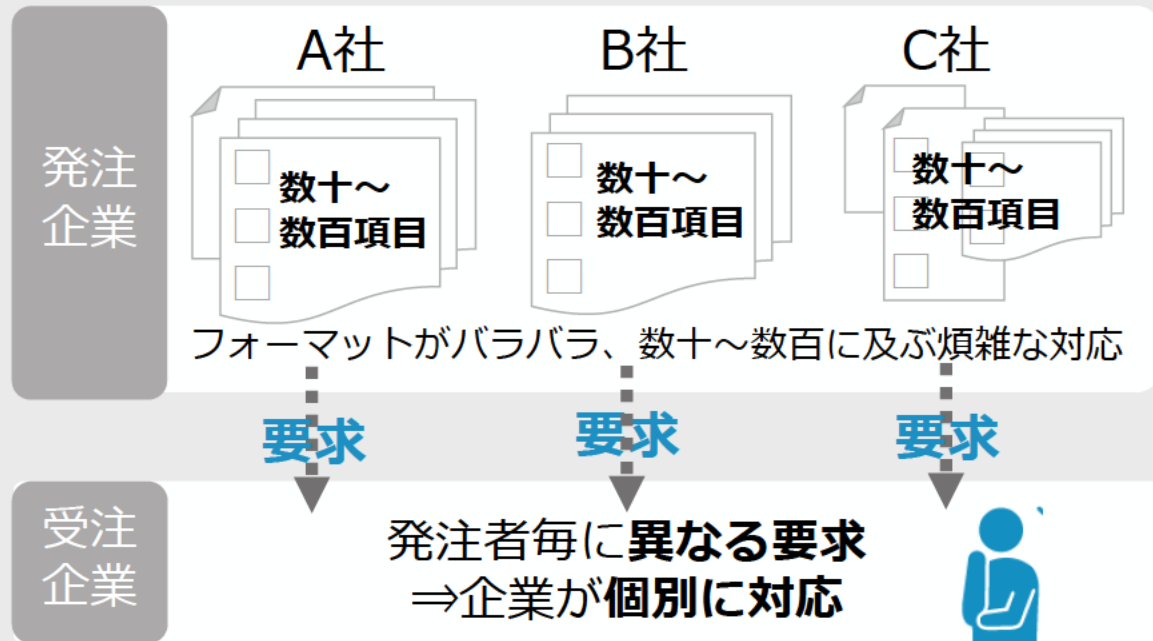 発注
企業
A社
B社
C社
数十～
数百項目
数十～
数百項目
数十～
数百項目
フォーマットがバラバラ、数十～数百に及ぶ煩雑な対応
要求
要求
要求
受注
企業
発注者毎に異なる要求
⇒企業が個別に対応